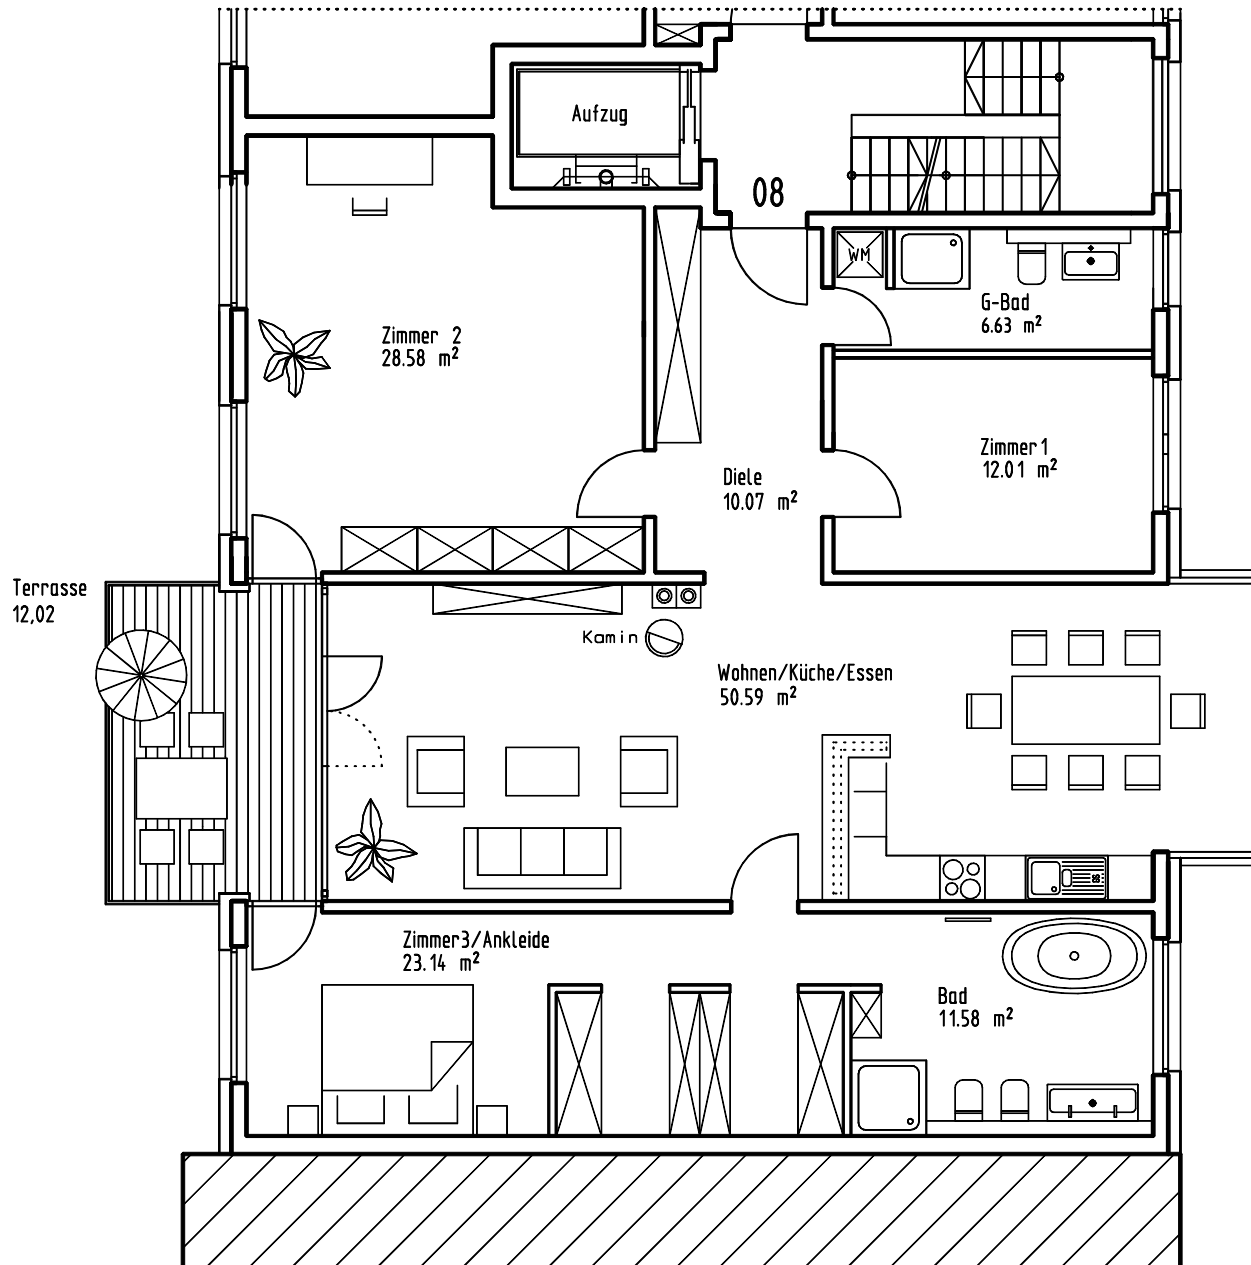 Aufzug
08
WM
G-Bad
6.63 m²
Zimmer 2
28.58 m²
Zimmer 1
12.01 m²
Diele
10.07 m²
Terrasse
12,02
Kamin
Wohnen/Küche/Essen
50.59 m²
Zimmer3/Ankleide
23.14 m²
Bad
11.58 m²